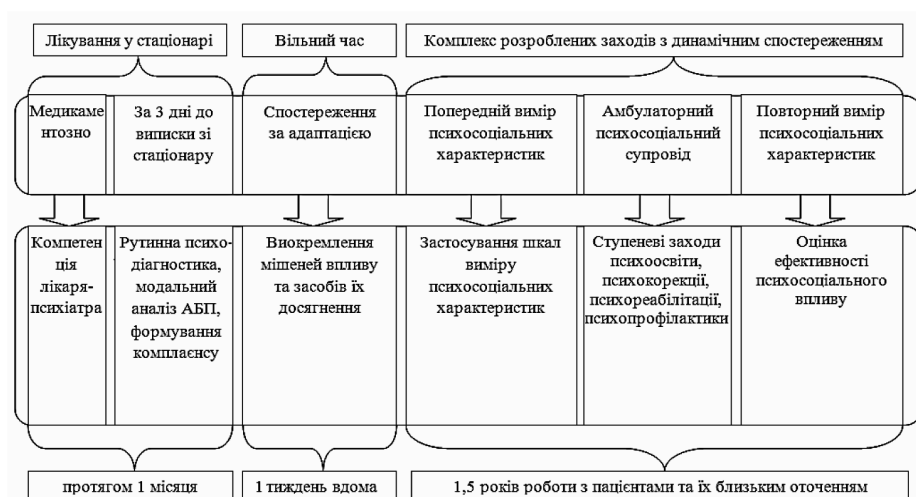 Лікування у стаціонарі
Вільний час
Комплекс розроблених заходів з динамічним спостереженням
Медикаме
нтозно
За 3 дні до
виписки зі
стаціонару
Спостереження
за адаптацією
Попередній вимір
психосоціальних
характеристик
Амбулаторний
психосоціальний
супровід
Повторний вимір
психосоціальних
характеристик
Компетен
ція
лікаря-
психіатра
Рутинна психо-
діагностика,
модальний
аналіз АБП,
формування
комплаєнсу
Виокремлення
мішеней впливу
та засобів їх
досягнення
Застосування шкал
виміру
психосоціальних
характеристик
Ступеневі заходи
психоосвіти,
психокорекції,
психореабілітації,
психопрофілактики
Оцінка
ефективності
психосоціального
впливу
протягом 1 місяця
1 тиждень вдома
1,5 років роботи з пацієнтами та їх близьким оточенням